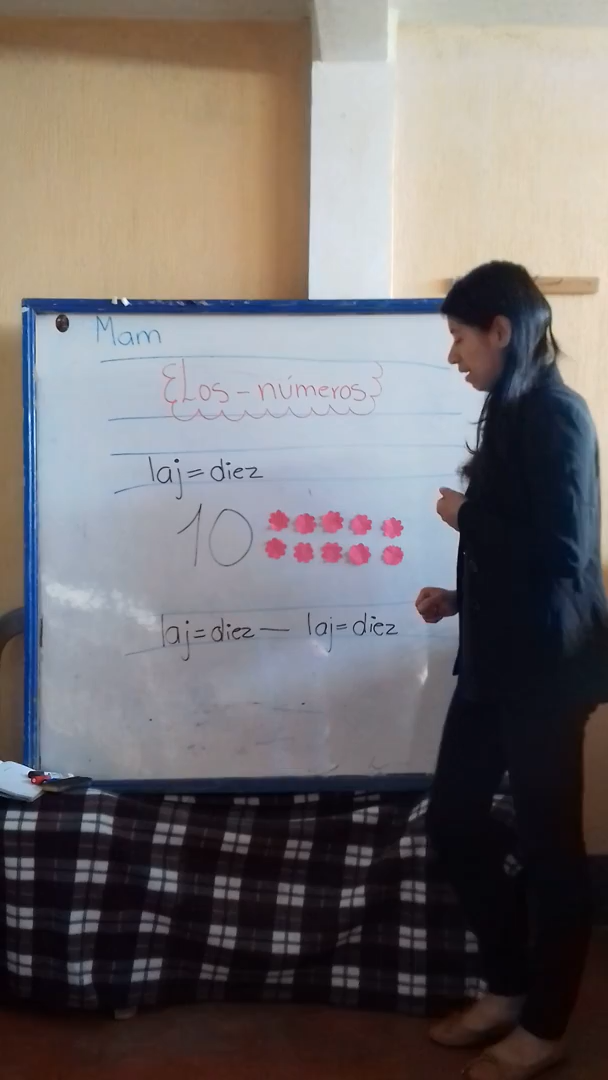 Mam
{Los-números}
laj=diez
10
laj=diez — laj=diez